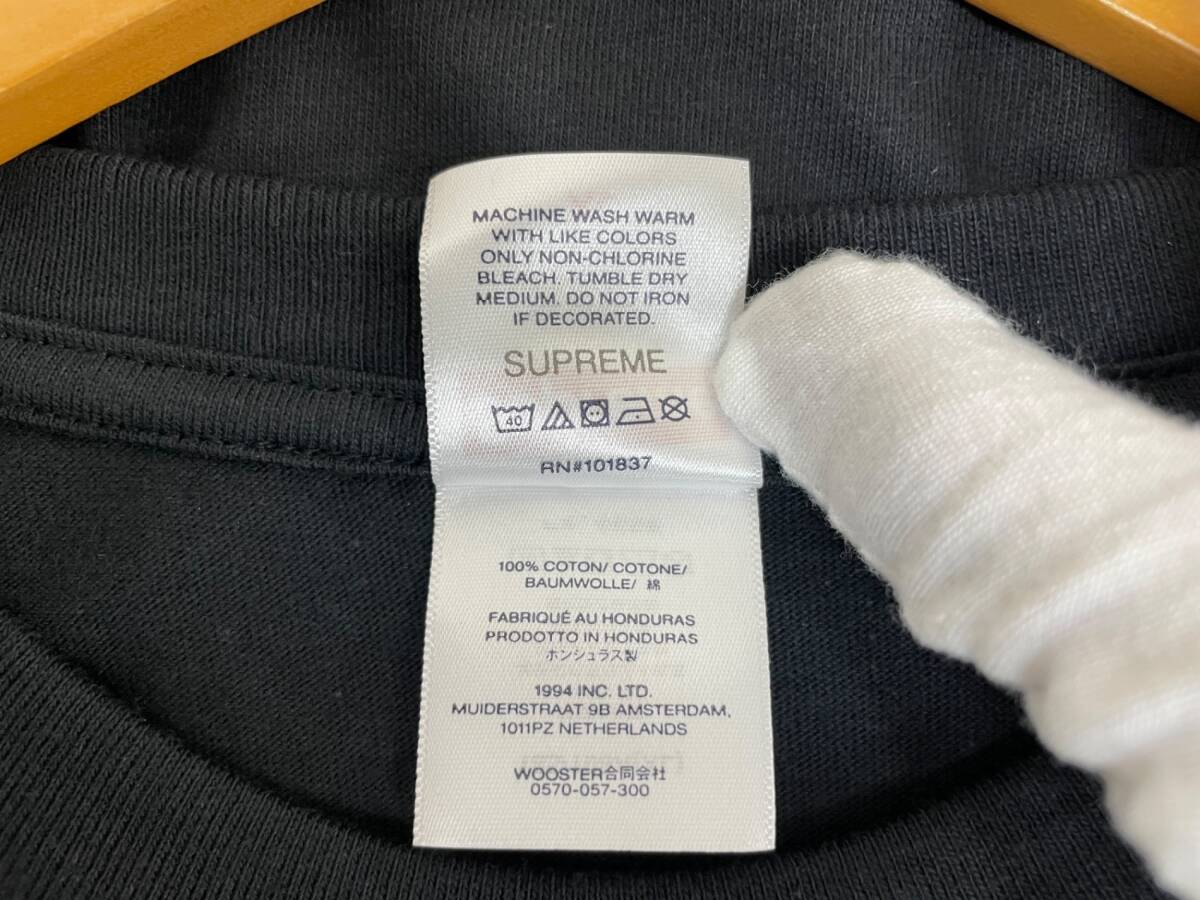 MACHINE WASH WARM
WITH LIKE COLORS
ONLY NON-CHLORINE
BLEACH. TUMBLE DRY
MEDIUM. DO NOT IRON
IF DECORATED.
SUPREME
40
RN#101837
100% COTON/ COTONE/
BAUMWOLLE/ 綿
FABRIQUÉ AU HONDURAS
PRODOTTO IN HONDURAS
ホンジュラス製
1994 INC. LTD.
MUIDERSTRAAT 9B AMSTERDAM,
1011PZ NETHERLANDS
WOOSTER合同会社
0570-057-300